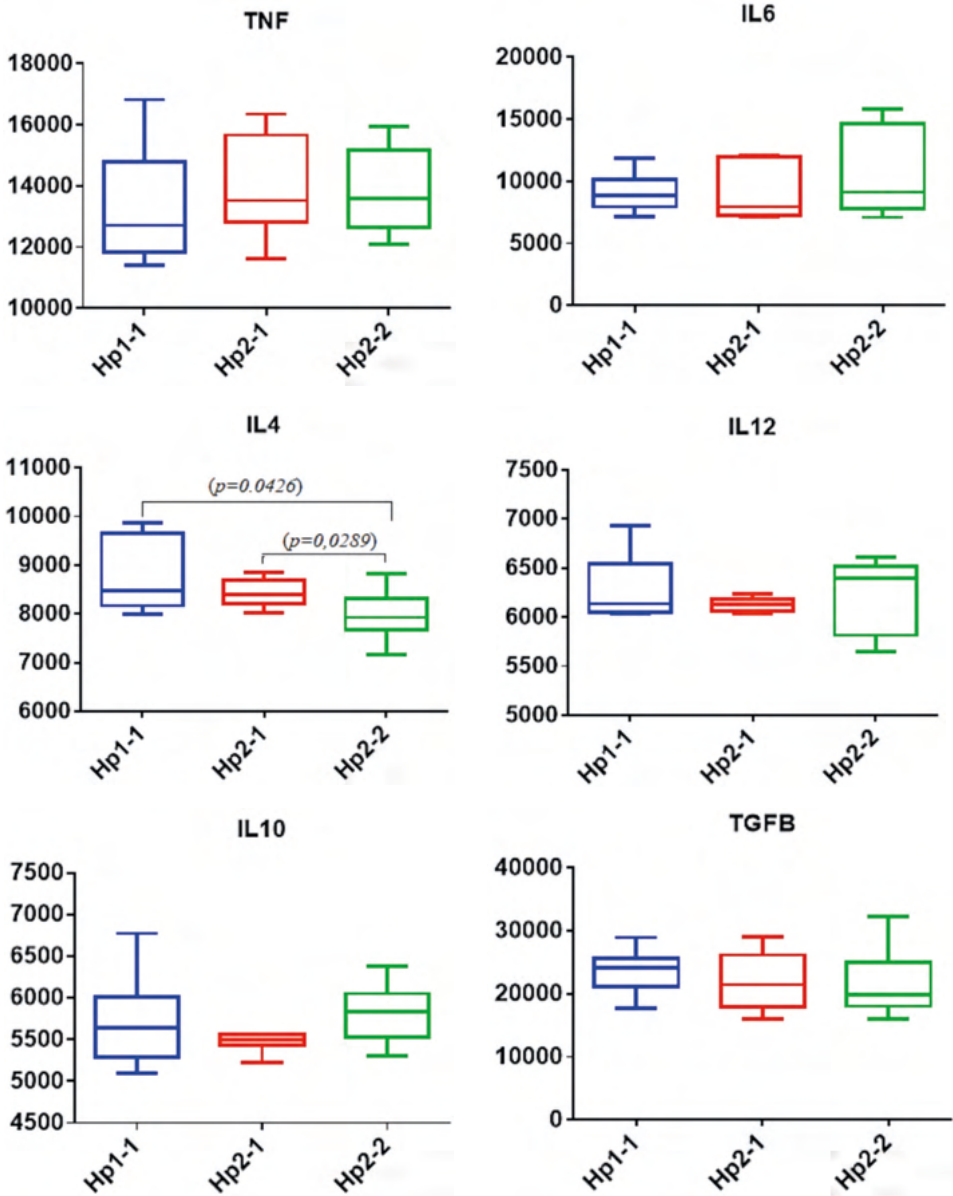 TNF
18000
16000
14000
12000
10000
Hp1-1
Hp2-1
Hp2-2
IL6
20000
15000
10000
5000
0
Hp1-1
Hp2-1
Hp2-2
IL4
11000
10000
9000
8000
7000
6000
(p=0.0426)
(p=0,0289)
Hp1-1
Hp2-1
Hp2-2
IL12
7500
7000
6500
6000
5500
5000
Hp1-1
Hp2-1
Hp2-2
IL10
7500
7000
6500
6000
5500
5000
4500
Hp1-1
Hp2-1
Hp2-2
TGFB
40000
30000
20000
10000
0
Hp1-1
Hp2-1
Hp2-2